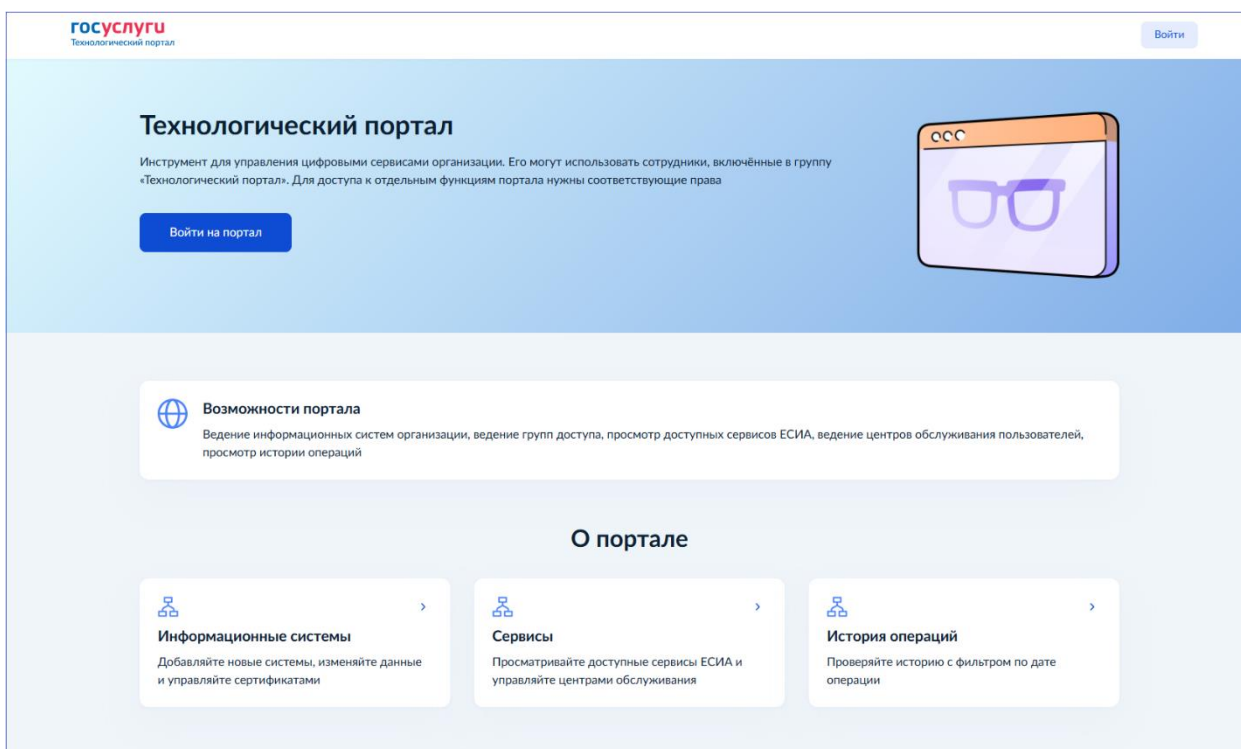 госуслуги
Технологический портал
Войти
Технологический портал
Инструмент для управления цифровыми сервисами организации. Его могут использовать сотрудники, включённые в группу
«Технологический портал». Для доступа к отдельным функциям портала нужны соответствующие права
Войти на портал
Возможности портала
Ведение информационных систем организации, ведение групп доступа, просмотр доступных сервисов ЕСИА, ведение центров обслуживания пользователей,
просмотр истории операций
О портале
Информационные системы
Добавляйте новые системы, изменяйте данные
и управляйте сертификатами
Сервисы
Просматривайте доступные сервисы ЕСИА и
управляйте центрами обслуживания
История операций
Проверяйте историю с фильтром по дате
операции